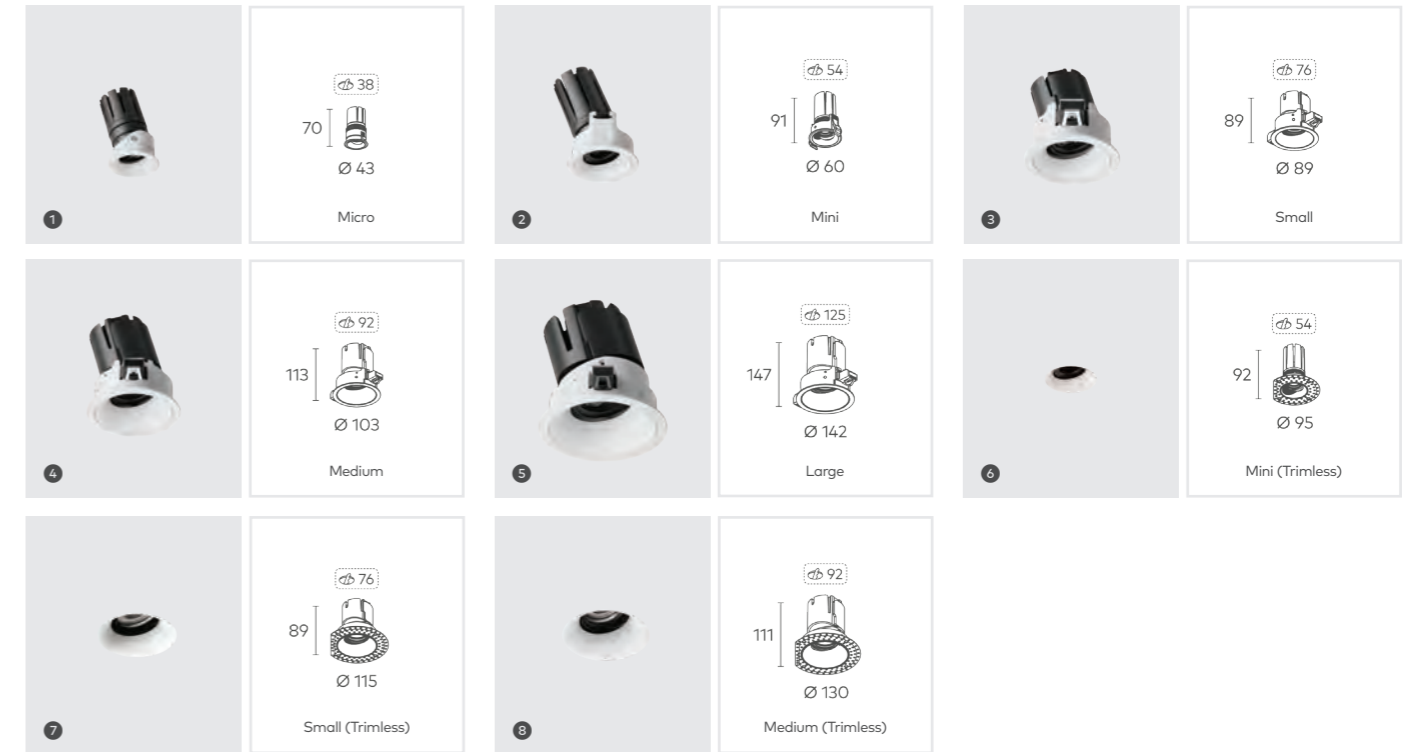 38
70
Ø 43
1
Micro
54
91
Ø 60
2
Mini
76
89
Ø 89
3
Small
92
113
Ø 103
4
Medium
125
147
Ø 142
5
Large
54
92
Ø 95
6
Mini (Trimless)
76
89
Ø 115
7
Small (Trimless)
92
111
Ø 130
8
Medium (Trimless)